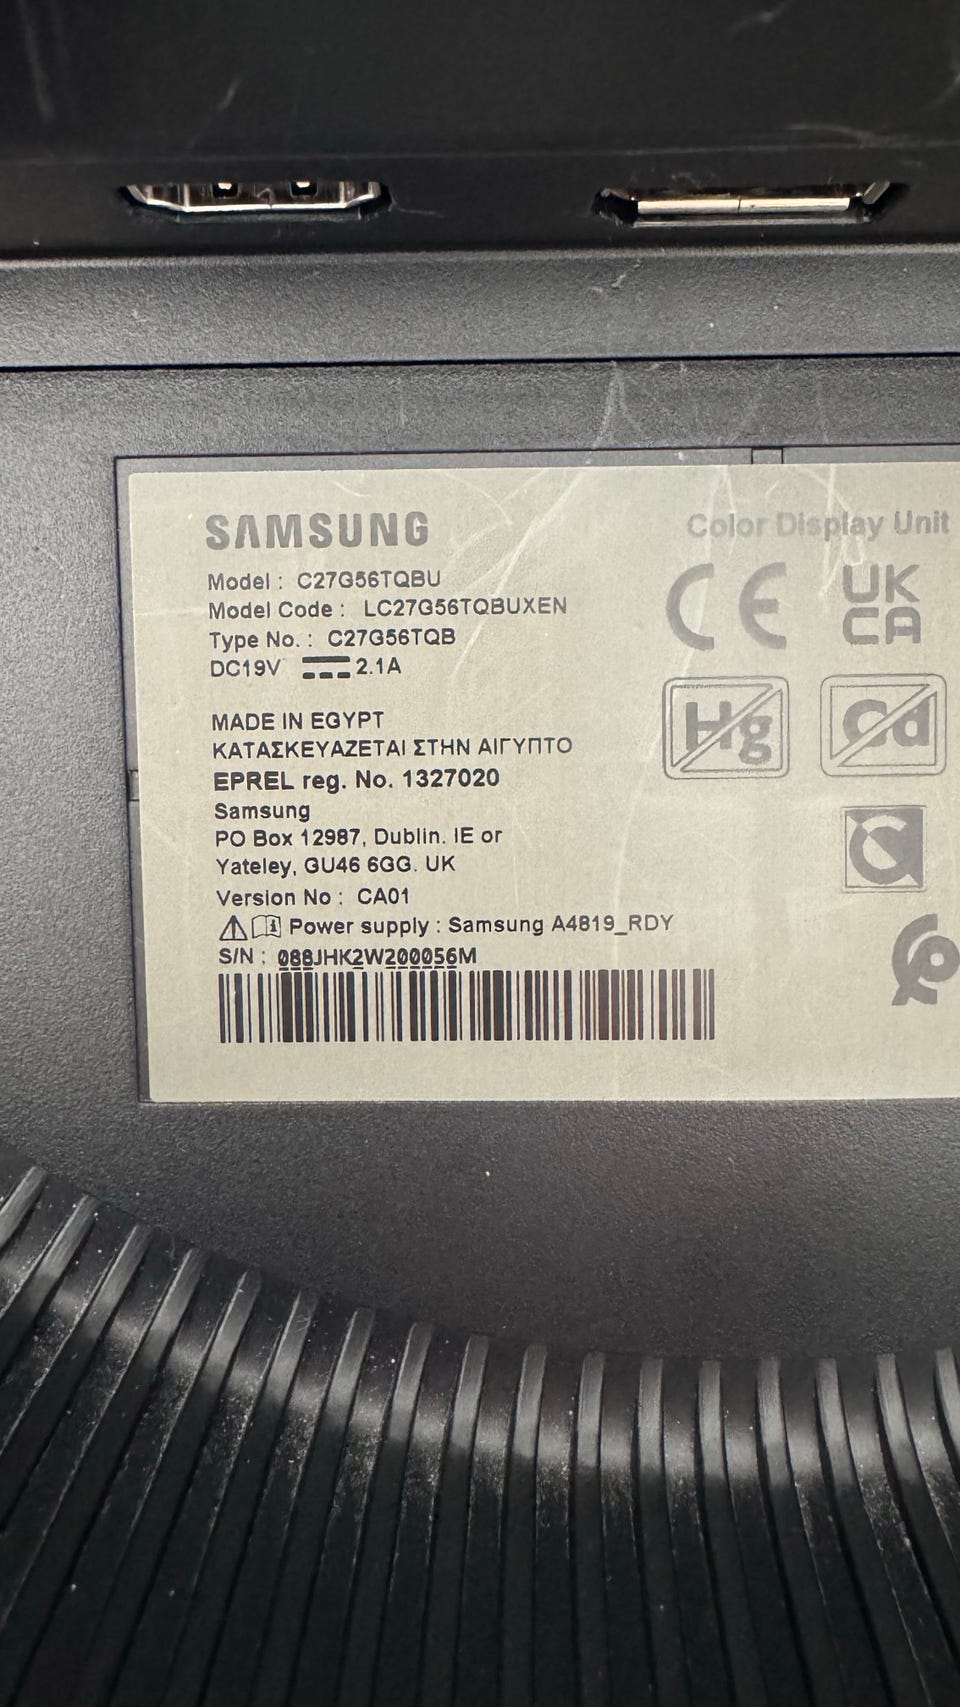 SAMSUNG
Color Display Unit
Model : C27G56TQBU
Model Code : LC27G56TQBUXEN
Type No. : C27G56TQB
DC19V 2.1A
CE
UK
CA
Hg
Cd
MADE IN EGYPT
ΚΑΤΑΣΚΕΥΑΖΕΤΑΙ ΣΤΗΝ ΑΙΓΥΠΤΟ
EPREL reg. No. 1327020
Samsung
PO Box 12987, Dublin. IE or
Yateley, GU46 6GG. UK
Version No : CA01
Power supply : Samsung A4819_RDY
S/N : 088JHK2W200056M